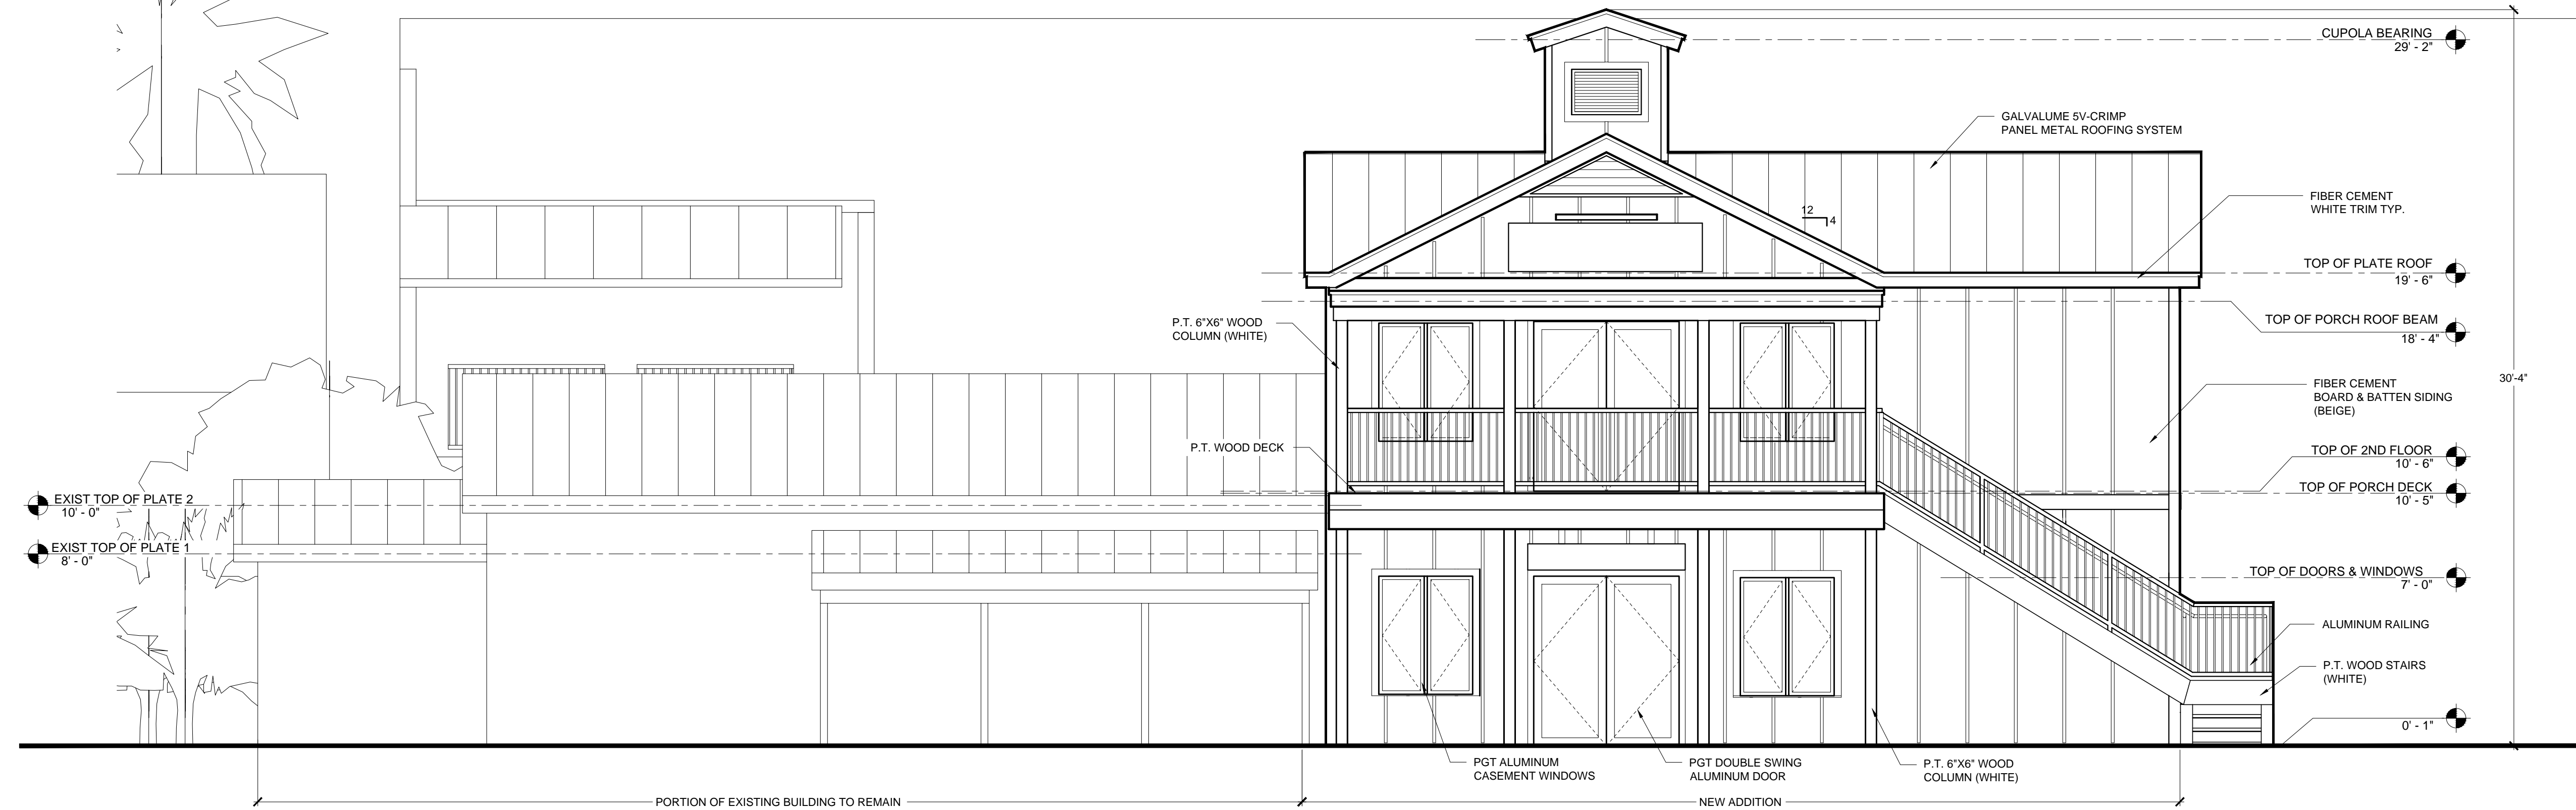 CUPOLA BEARING
29' - 2"
GALVALUME 5V-CRIMP
PANEL METAL ROOFING SYSTEM
FIBER CEMENT
WHITE TRIM TYP.
12
4
TOP OF PLATE ROOF
19' - 6"
P.T. 6"X6" WOOD
COLUMN (WHITE)
TOP OF PORCH ROOF BEAM
18' - 4"
30'-4"
FIBER CEMENT
BOARD & BATTEN SIDING
(BEIGE)
P.T. WOOD DECK
TOP OF 2ND FLOOR
10' - 6"
TOP OF PORCH DECK
10' - 5"
EXIST TOP OF PLATE 2
10' - 0"
EXIST TOP OF PLATE 1
8' - 0"
TOP OF DOORS & WINDOWS
7' - 0"
ALUMINUM RAILING
P.T. WOOD STAIRS
(WHITE)
0' - 1"
PGT ALUMINUM
CASEMENT WINDOWS
PGT DOUBLE SWING
ALUMINUM DOOR
P.T. 6"X6" WOOD
COLUMN (WHITE)
PORTION OF EXISTING BUILDING TO REMAIN
NEW ADDITION